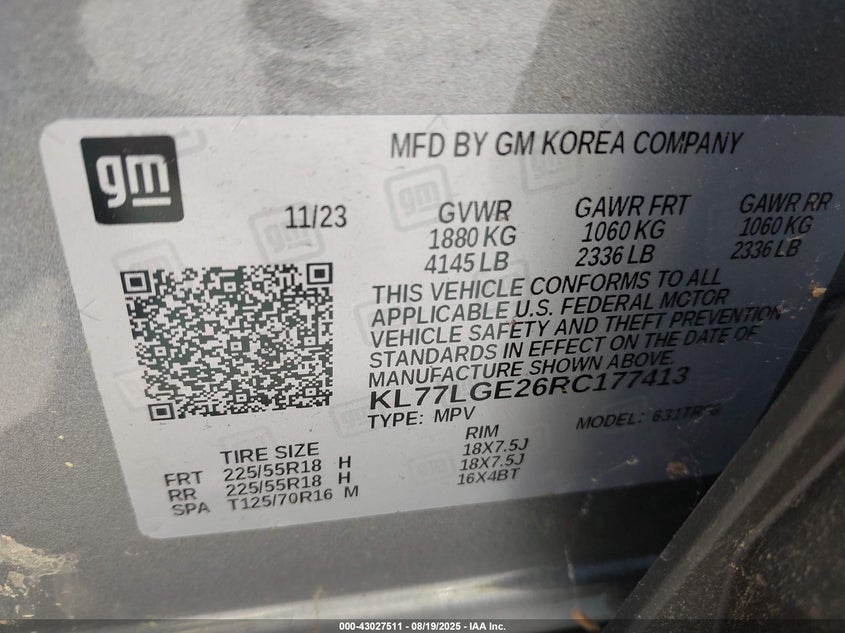 gm
MFD BY GM KOREA COMPANY
11/23
GVWR GAWR FRT GAWR RR
1880 KG 1060 KG 1060 KG
4145 LB 2336 LB 2336 LB
THIS VEHICLE CONFORMS TO ALL
APPLICABLE U.S. FEDERAL MOTOR
VEHICLE SAFETY AND THEFT PREVENTION
STANDARDS IN EFFECT ON THE DATE OF
MANUFACTURE SHOWN ABOVE.
KL77LGE26RC177413
TYPE: MPV MODEL:
TIRE SIZE RIM
FRT 225/55R18 H 18X7.5J
RR 225/55R18 H 18X7.5J
SPA T125/70R16 M 16X4BT
000-43027511 - 08/19/2025 - IAA Inc.